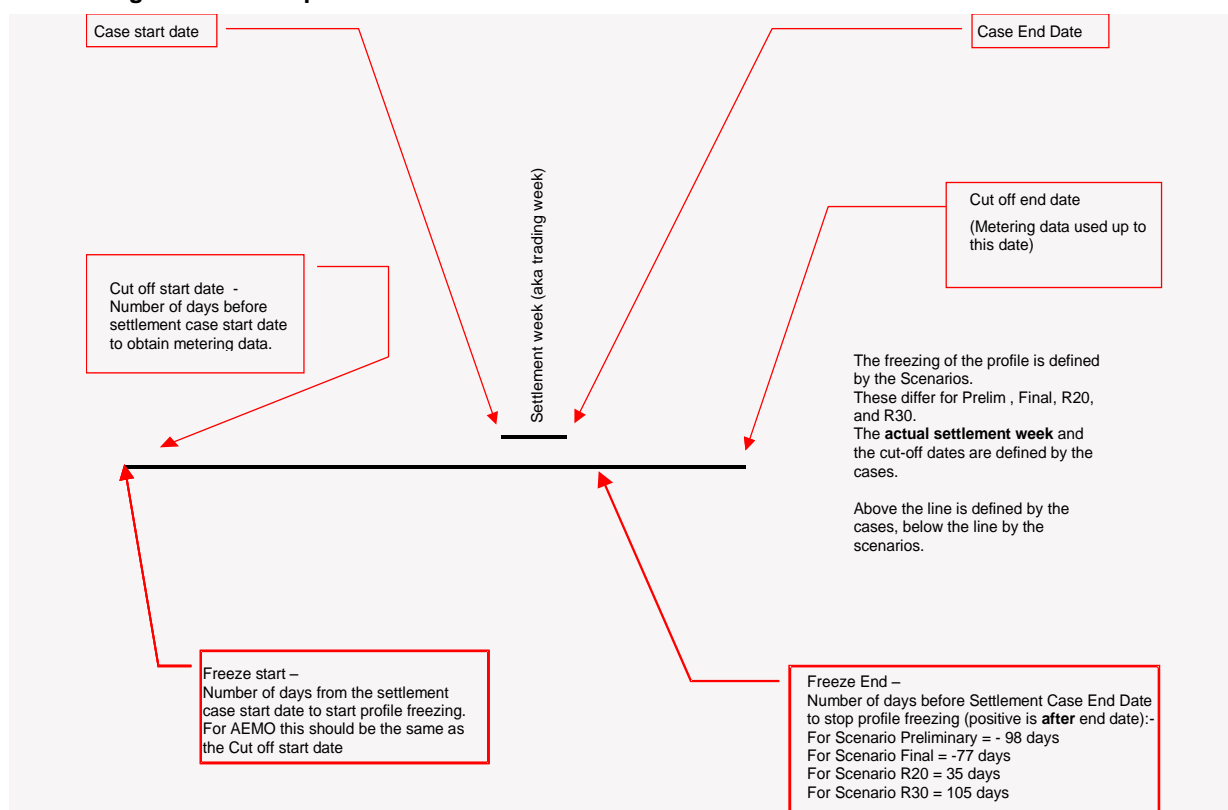 Case start date
Case End Date
Settlement week (aka trading week)
Cut off end date
(Metering data used up to
this date)
Cut off start date -
Number of days before
settlement case start date
to obtain metering data.
The freezing of the profile is defined
by the Scenarios.
These differ for Prelim , Final, R20,
and R30.
The actual settlement week and
the cut-off dates are defined by the
cases.
Above the line is defined by the
cases, below the line by the
scenarios.
Freeze start –
Number of days from the settlement
case start date to start profile freezing.
For AEMO this should be the same as
the Cut off start date
Freeze End –
Number of days before Settlement Case End Date
to stop profile freezing (positive is after end date):-
For Scenario Preliminary = - 98 days
For Scenario Final = -77 days
For Scenario R20 = 35 days
For Scenario R30 = 105 days